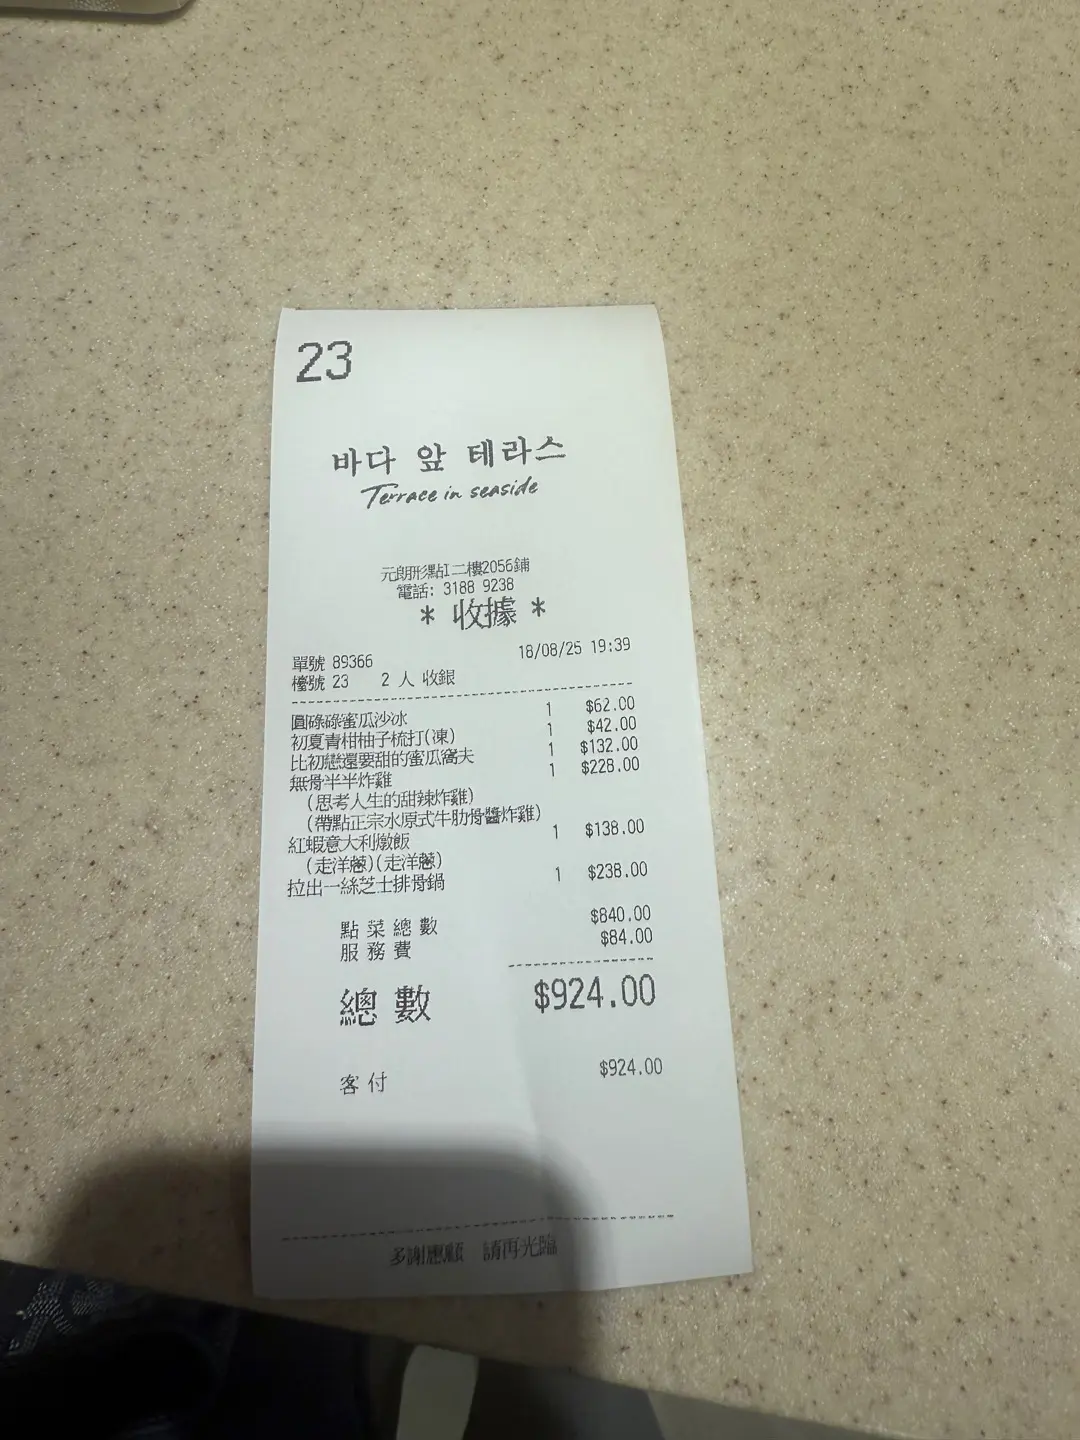 23
바다 앞 테라스
Terrace in seaside
元朗形點I二樓2056鋪
電話: 3188 9238
* 收據 *
單號 89366 18/08/25 19:39
檯號 23 2 人 收銀
圓碌碌蜜瓜沙冰 1 $62.00
初夏青柑柚子梳打(凍) 1 $42.00
比初戀還要甜的蜜瓜窩夫 1 $132.00
無骨半半炸雞 1 $228.00
(思考人生的甜辣炸雞)
(帶點正宗水原式牛肋骨醬炸雞)
紅蝦意大利燉飯 1 $138.00
(走洋蔥)(走洋蔥)
拉出一絲芝士排骨鍋 1 $238.00
點菜總數 $840.00
服務費 $84.00
總數 $924.00
客付 $924.00
多謝惠顧 請再光臨